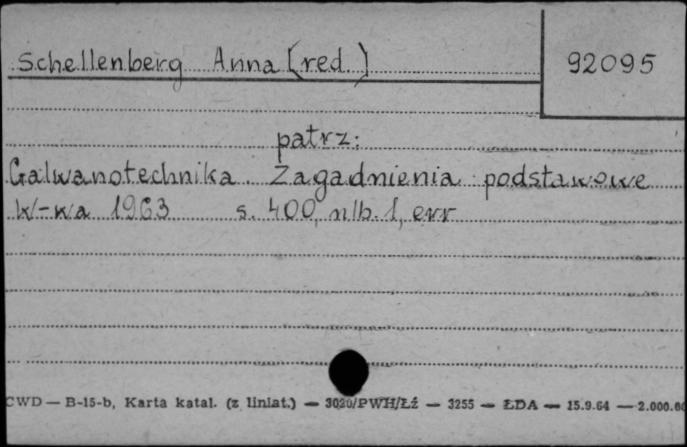 Schellenberg Anna (red.)
92095
patrz:
Galwanotechnika. Zagadnienia podstawowe
W-wa 1963 s. 400, nlb. 1, err
CWD — B-15-b, Karta katal. (z liniat.) — 3020/PWH/Łź — 3255 — ŁDA — 15.9.64 — 2.000.00